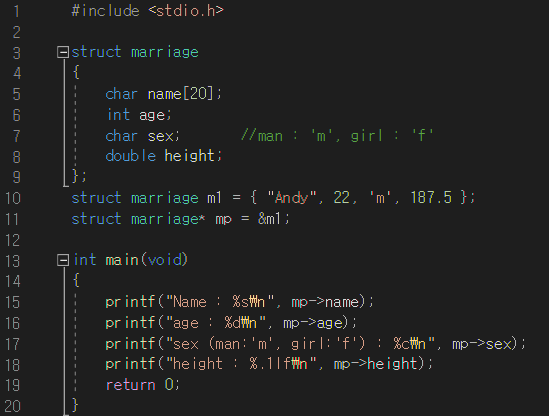 1 #include <stdio.h>
2
3 struct marriage
4 {
5 char name[20];
6 int age;
7 char sex; //man : 'm', girl : 'f'
8 double height;
9 };
10 struct marriage m1 = { "Andy", 22, 'm', 187.5 };
11 struct marriage* mp = &m1;
12
13 int main(void)
14 {
15 printf("Name : %s₩n", mp->name);
16 printf("age : %d₩n", mp->age);
17 printf("sex (man:'m', girl:'f') : %c₩n", mp->sex);
18 printf("height : %.1lf₩n", mp->height);
19 return 0;
20 }